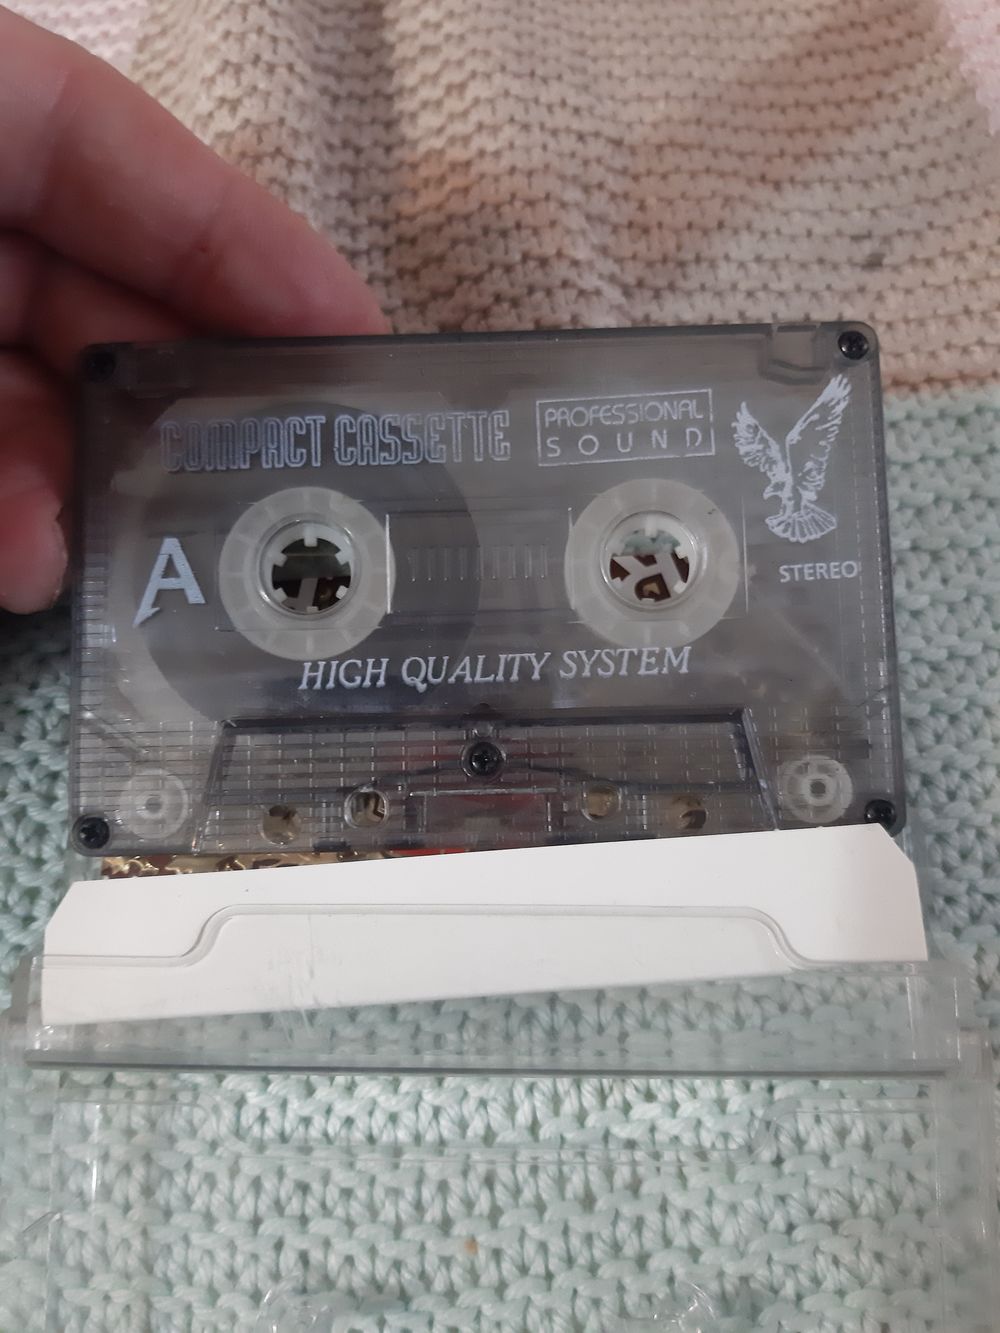 COMPACT CASSETTE
PROFESSIONAL
SOUND
A
STEREO
HIGH QUALITY SYSTEM